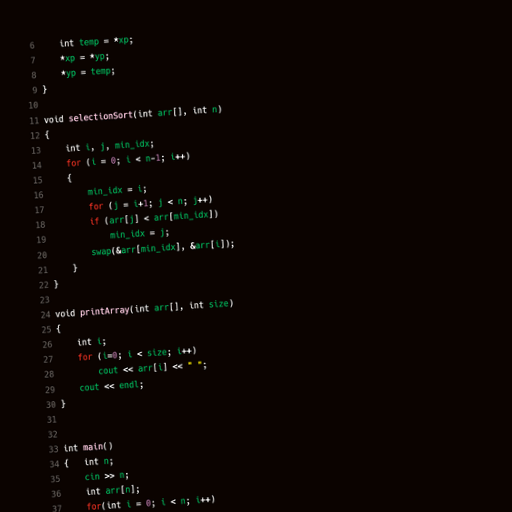 6 int temp = *xp;
7 *xp = *yp;
8 *yp = temp;
9 }
10
11 void selectionSort(int arr[], int n)
12 {
13 int i, j, min_idx;
14 for (i = 0; i < n-1; i++)
15 {
16 min_idx = i;
17 for (j = i+1; j < n; j++)
18 if (arr[j] < arr[min_idx])
19 min_idx = j;
20 swap(&arr[min_idx], &arr[i]);
21 }
22 }
23
24 void printArray(int arr[], int size)
25 {
26 int i;
27 for (i=0; i < size; i++)
28 cout << arr[i] << " ";
29 cout << endl;
30 }
31
32
33 int main()
34 { int n;
35 cin >> n;
36 int arr[n];
37 for(int i = 0; i < n; i++)